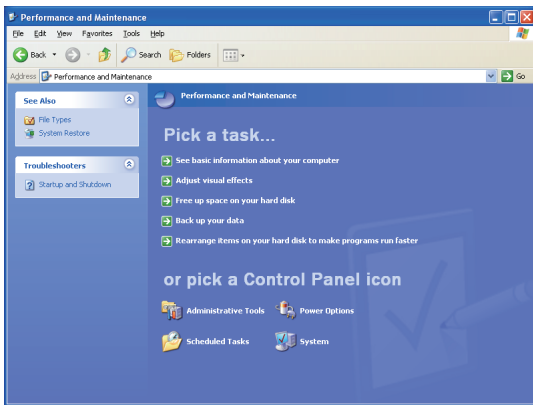 Performance and Maintenance
File Edit View Favorites Tools Help
Back Search Folders
Address Performance and Maintenance Go
See Also
File Types
System Restore
Troubleshooters
Startup and Shutdown
Performance and Maintenance
Pick a task...
See basic information about your computer
Adjust visual effects
Free up space on your hard disk
Back up your data
Rearrange items on your hard disk to make programs run faster
or pick a Control Panel icon
Administrative Tools Power Options
Scheduled Tasks System